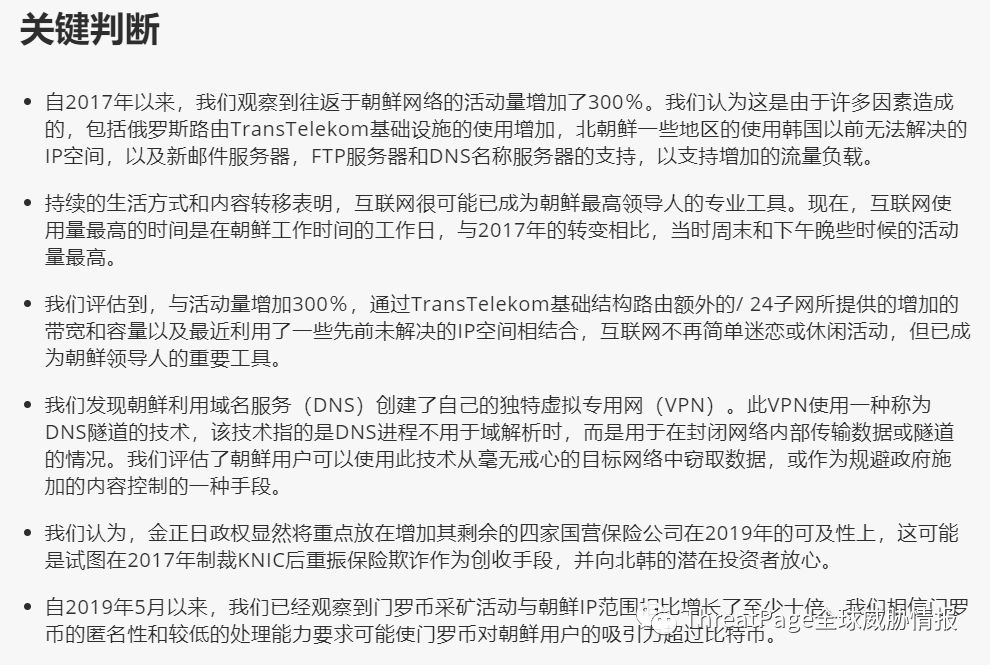 关键判断
自2017年以来，我们观察到往返于朝鲜网络的活动量增加了300％。我们认为这是由于许多因素造成
的，包括俄罗斯路由TransTelekom基础设施的使用增加，北朝鲜一些地区的使用韩国以前无法解决的
IP空间，以及新邮件服务器，FTP服务器和DNS名称服务器的支持，以支持增加的流量负载。
持续的生活方式和内容转移表明，互联网很可能已成为朝鲜最高领导人的专业工具。现在，互联网使
用量最高的时间是在朝鲜工作时间的工作日，与2017年的转变相比，当时周末和下午晚些时候的活动
量最高。
我们评估到，与活动量增加300％，通过TransTelekom基础结构路由额外的/ 24子网所提供的增加的
带宽和容量以及最近利用了一些先前未解决的IP空间相结合，互联网不再简单迷恋或休闲活动，但已成
为朝鲜领导人的重要工具。
我们发现朝鲜利用域名服务（DNS）创建了自己的独特虚拟专用网（VPN）。此VPN使用一种称为
DNS隧道的技术，该技术指的是DNS进程不用于域解析时，而是用于在封闭网络内部传输数据或隧道
的情况。我们评估了朝鲜用户可以使用此技术从毫无戒心的目标网络中窃取数据，或作为规避政府施
加的内容控制的一种手段。
我们认为，金正日政权显然将重点放在增加其剩余的四家国营保险公司在2019年的可及性上，这可能
是试图在2017年制裁KNIC后重振保险欺诈作为创收手段，并向北韩的潜在投资者放心。
自2019年5月以来，我们已经观察到门罗币采矿活动与朝鲜IP范围相比增长了至少十倍。我们相信门罗
币的匿名性和较低的处理能力要求可能使门罗币对朝鲜用户的吸引力超过比特币。
ThreatPage全球威胁情报